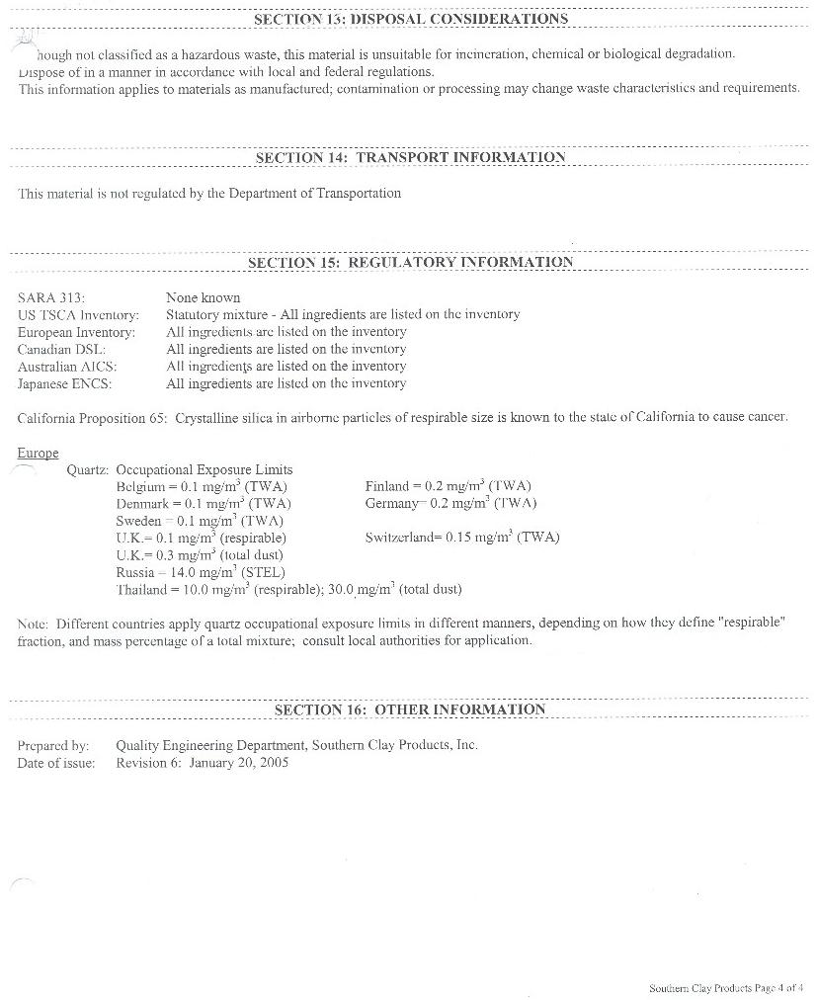 SECTION 13: DISPOSAL CONSIDERATIONS
hough not classified as a hazardous waste, this material is unsuitable for incineration, chemical or biological degradation.
Dispose of in a manner in accordance with local and federal regulations.
This information applies to materials as manufactured; contamination or processing may change waste characteristics and requirements.
SECTION 14: TRANSPORT INFORMATION
This material is not regulated by the Department of Transportation
SECTION 15: REGULATORY INFORMATION
SARA 313: None known
US TSCA Inventory: Statutory mixture - All ingredients are listed on the inventory
European Inventory: All ingredients are listed on the inventory
Canadian DSL: All ingredients are listed on the inventory
Australian AICS: All ingredients are listed on the inventory
Japanese ENCS: All ingredients are listed on the inventory
California Proposition 65: Crystalline silica in airborne particles of respirable size is known to the state of California to cause cancer.
Europe
Quartz: Occupational Exposure Limits
Belgium = 0.1 mg/m³ (TWA) Finland = 0.2 mg/m³ (TWA)
Denmark = 0.1 mg/m³ (TWA) Germany= 0.2 mg/m³ (TWA)
Sweden = 0.1 mg/m³ (TWA)
U.K.= 0.1 mg/m³ (respirable) Switzerland= 0.15 mg/m³ (TWA)
U.K.= 0.3 mg/m³ (total dust)
Russia = 14.0 mg/m³ (STEL)
Thailand = 10.0 mg/m³ (respirable); 30.0 mg/m³ (total dust)
Note: Different countries apply quartz occupational exposure limits in different manners, depending on how they define "respirable"
fraction, and mass percentage of a total mixture; consult local authorities for application.
SECTION 16: OTHER INFORMATION
Prepared by: Quality Engineering Department, Southern Clay Products, Inc.
Date of issue: Revision 6: January 20, 2005
Southern Clay Products Page 4 of 4